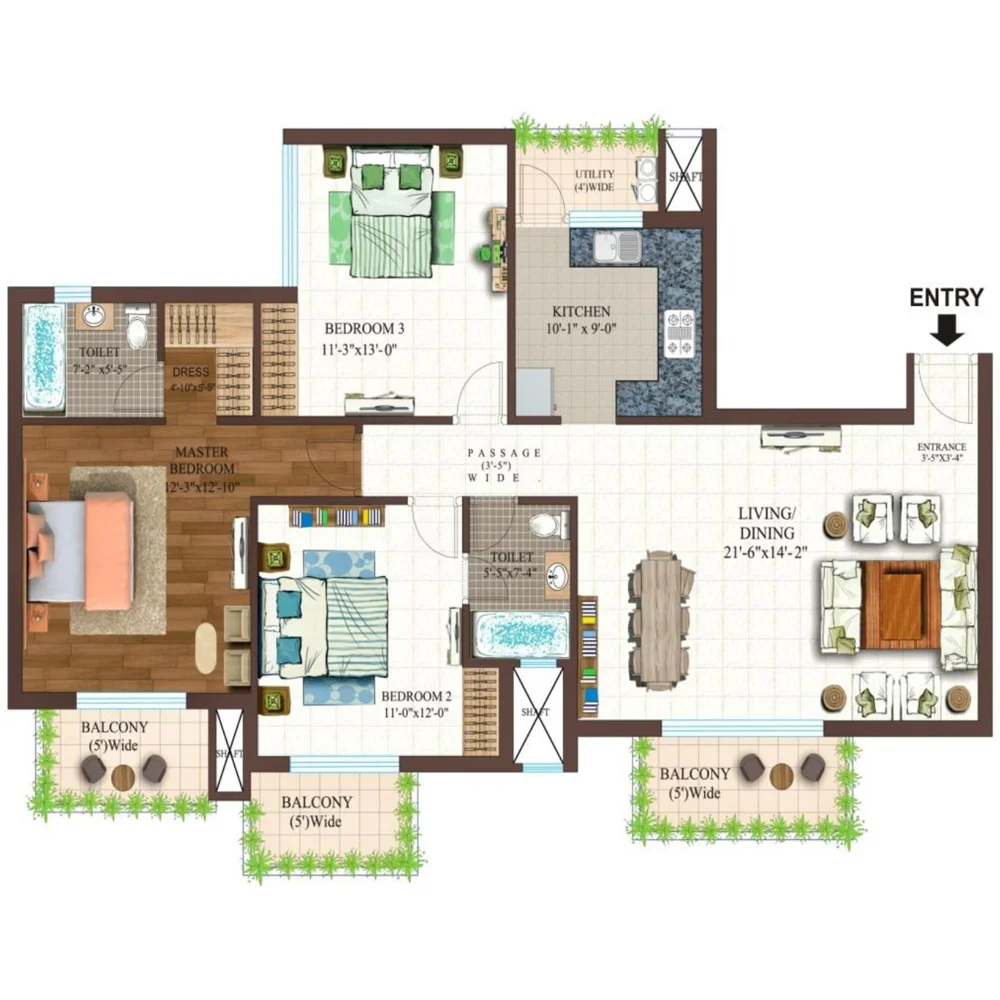 UTILITY
(4')WIDE
SHAFT
ENTRY
KITCHEN
10'-1" x 9'-0"
BEDROOM 3
11'-3"x13'-0"
TOILET
7'-2" x5'-5"
DRESS
4'-10"x5'-5"
MASTER
BEDROOM
12'-3"x12'-10"
PASSAGE
(3'-5")
WIDE .
ENTRANCE
3'-5"X3'-4"
LIVING/
DINING
21'-6"x14'-2"
TOILET
5'-5"x7'-4"
BEDROOM 2
11'-0"x12'-0"
SHAFT
SHAFT
BALCONY
(5')Wide
BALCONY
(5')Wide
BALCONY
(5')Wide